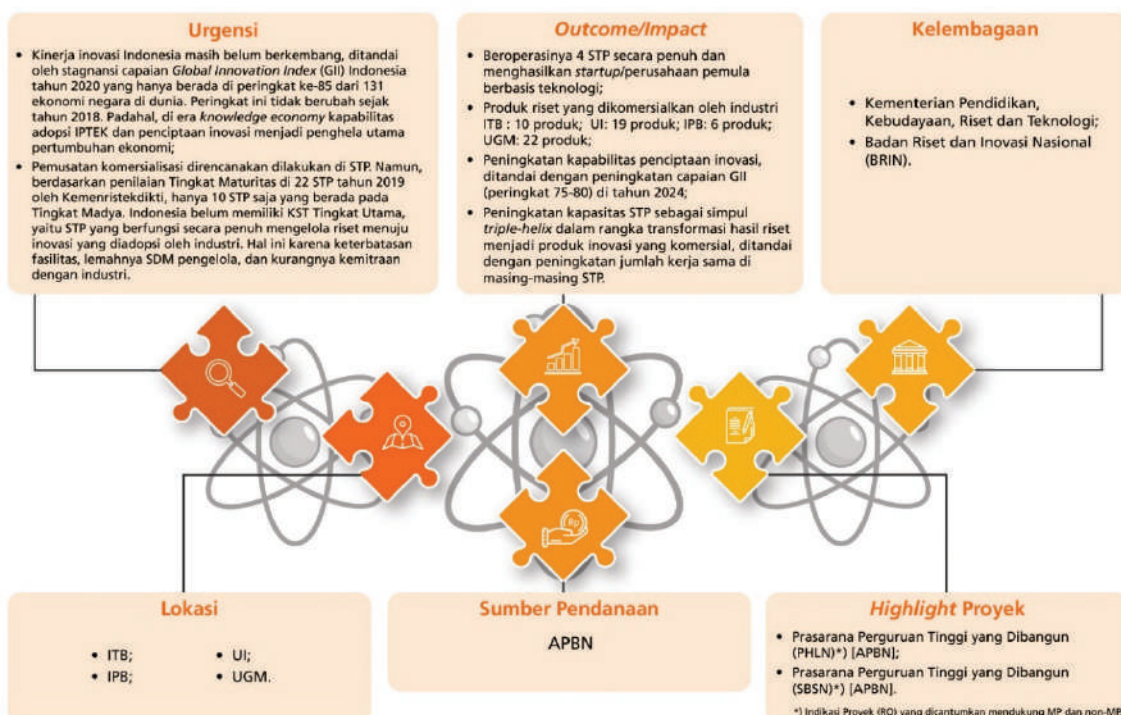 Urgensi
• Kinerja inovasi Indonesia masih belum berkembang, ditandai
oleh stagnansi capaian Global Innovation Index (GII) Indonesia
tahun 2020 yang hanya berada di peringkat ke-85 dari 131
ekonomi negara di dunia. Peringkat ini tidak berubah sejak
tahun 2018. Padahal, di era knowledge economy kapabilitas
adopsi IPTEK dan penciptaan inovasi menjadi penghela utama
pertumbuhan ekonomi;
• Pemusatan komersialisasi direncanakan dilakukan di STP. Namun,
berdasarkan penilaian Tingkat Maturitas di 22 STP tahun 2019
oleh Kemenristekdikti, hanya 10 STP saja yang berada pada
Tingkat Madya. Indonesia belum memiliki KST Tingkat Utama,
yaitu STP yang berfungsi secara penuh mengelola riset menuju
inovasi yang diadopsi oleh industri. Hal ini karena keterbatasan
fasilitas, lemahnya SDM pengelola, dan kurangnya kemitraan
dengan industri.
Outcome/Impact
• Beroperasinya 4 STP secara penuh dan
menghasilkan startup/perusahaan pemula
berbasis teknologi;
• Produk riset yang dikomersialkan oleh industri
ITB : 10 produk; UI: 19 produk; IPB: 6 produk;
UGM: 22 produk;
• Peningkatan kapabilitas penciptaan inovasi,
ditandai dengan peningkatan capaian GII
(peringkat 75-80) di tahun 2024;
• Peningkatan kapasitas STP sebagai simpul
triple-helix dalam rangka transformasi hasil riset
menjadi produk inovasi yang komersial, ditandai
dengan peningkatan jumlah kerja sama di
masing-masing STP.
Kelembagaan
• Kementerian Pendidikan,
Kebudayaan, Riset dan Teknologi;
• Badan Riset dan Inovasi Nasional
(BRIN).
Rp
Lokasi
• ITB;
• IPB;
• UI;
• UGM.
Sumber Pendanaan
APBN
Highlight Proyek
• Prasarana Perguruan Tinggi yang Dibangun
(PHLN)*) [APBN];
• Prasarana Perguruan Tinggi yang Dibangun
(SBSN)*) [APBN].
*) Indikasi Proyek (RO) yang dicantumkan mendukung MP dan non-MP